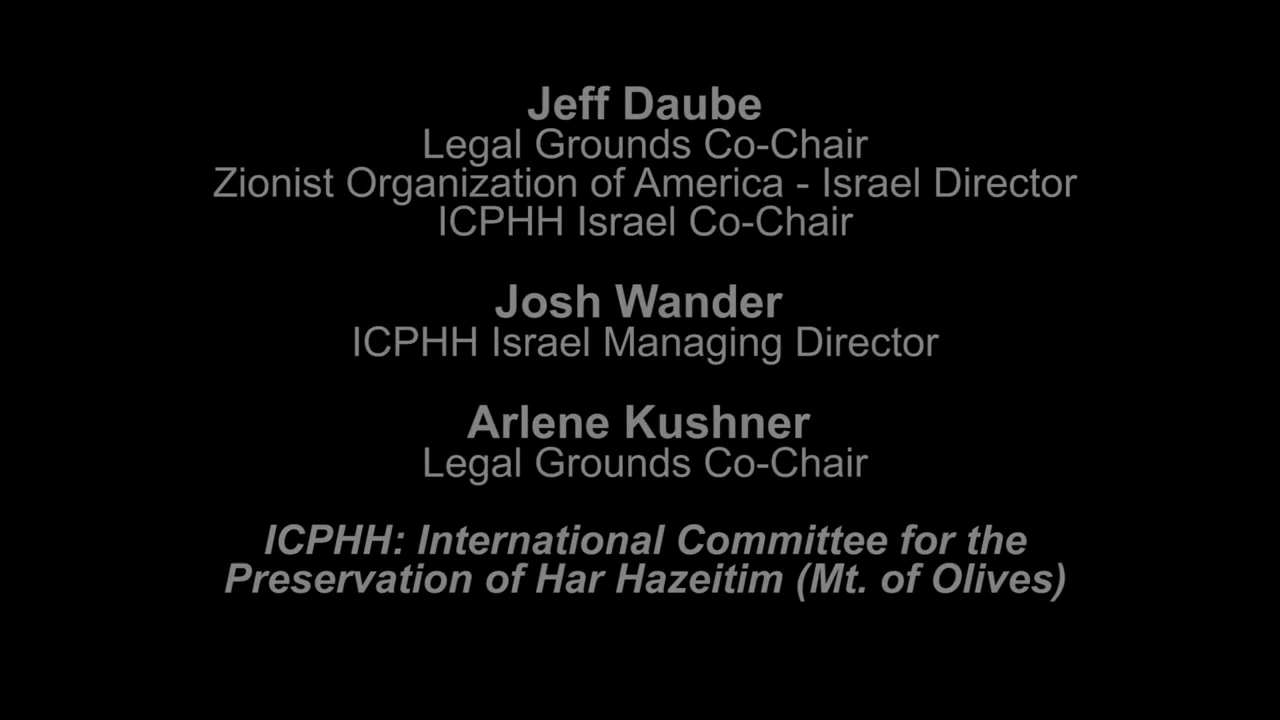 Jeff Daube
Legal Grounds Co-Chair
Zionist Organization of America - Israel Director
ICPHH Israel Co-Chair
Josh Wander
ICPHH Israel Managing Director
Arlene Kushner
Legal Grounds Co-Chair
ICPHH: International Committee for the
Preservation of Har Hazeitim (Mt. of Olives)